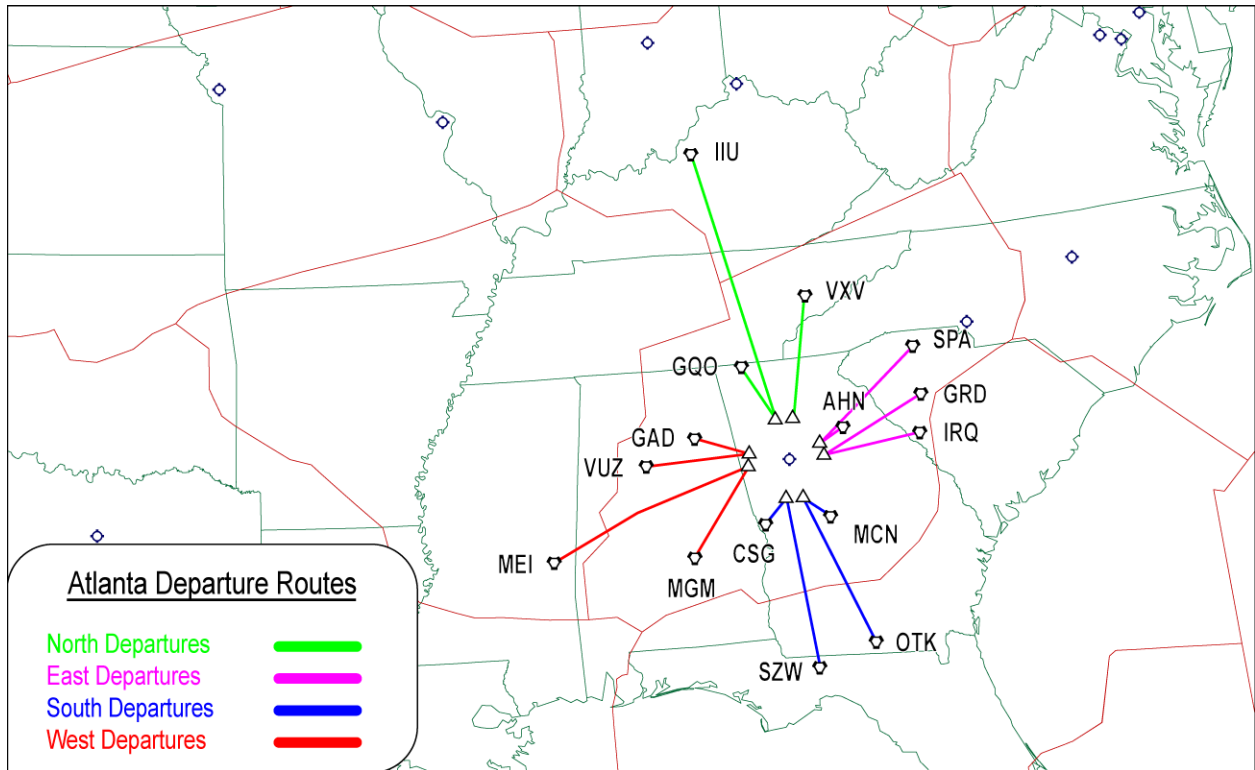 IIU
VXV
SPA
GQO
GRD
AHN
IRQ
GAD
VUZ
MCN
CSG
MEI
MGM
OTK
SZW
Atlanta Departure Routes
North Departures
East Departures
South Departures
West Departures